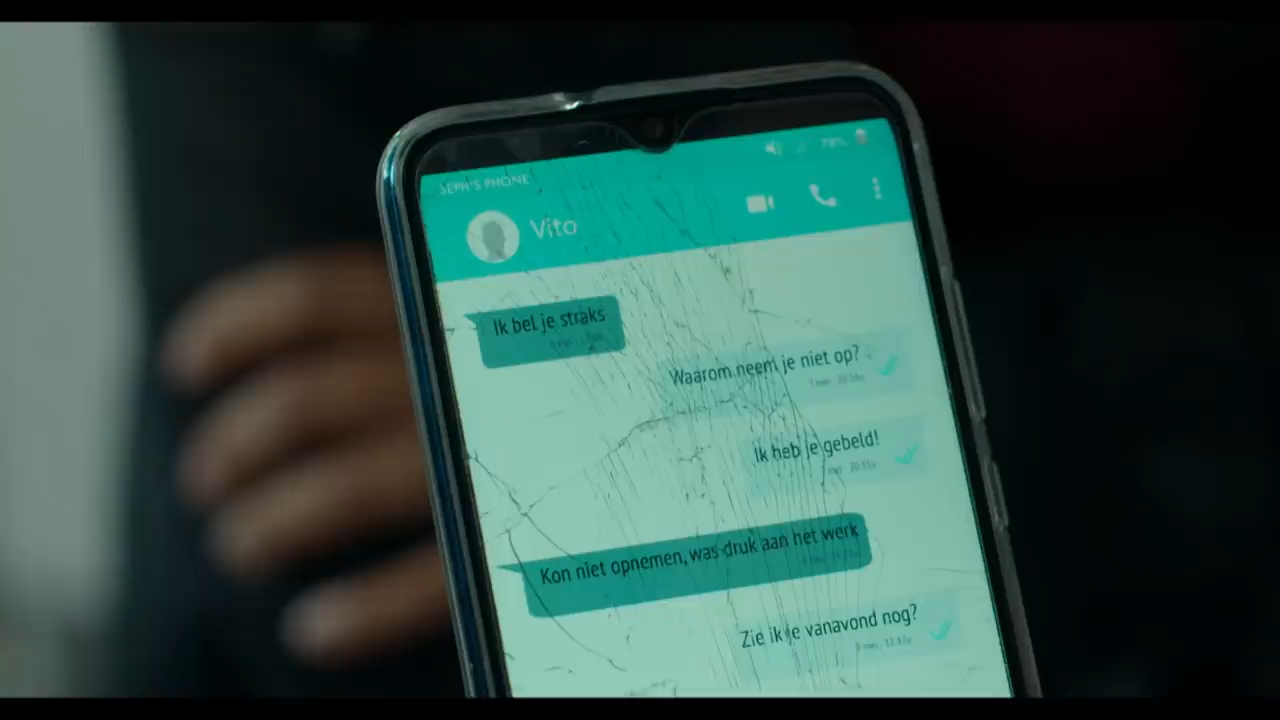 SEPH'S PHONE
78%
Vito
Ik bel je straks
Waarom neem je niet op?
Ik heb je gebeld!
Kon niet opnemen, was druk aan het werk
Zie ik je vanavond nog?